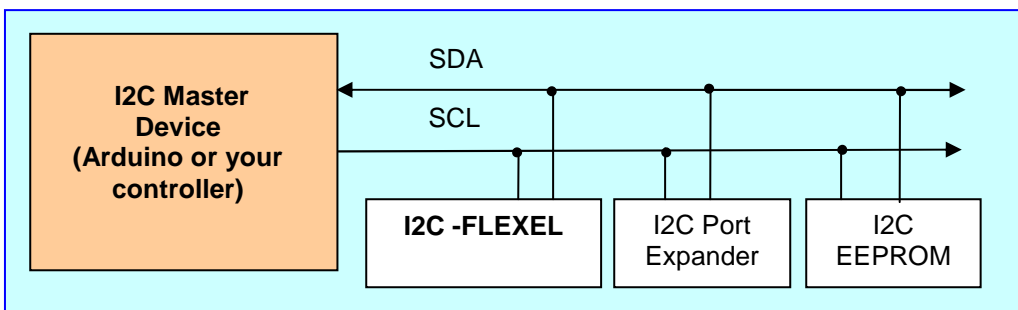 I2C Master
Device
(Arduino or your
controller)
SDA
SCL
I2C -FLEXEL
I2C Port
Expander
I2C
EEPROM